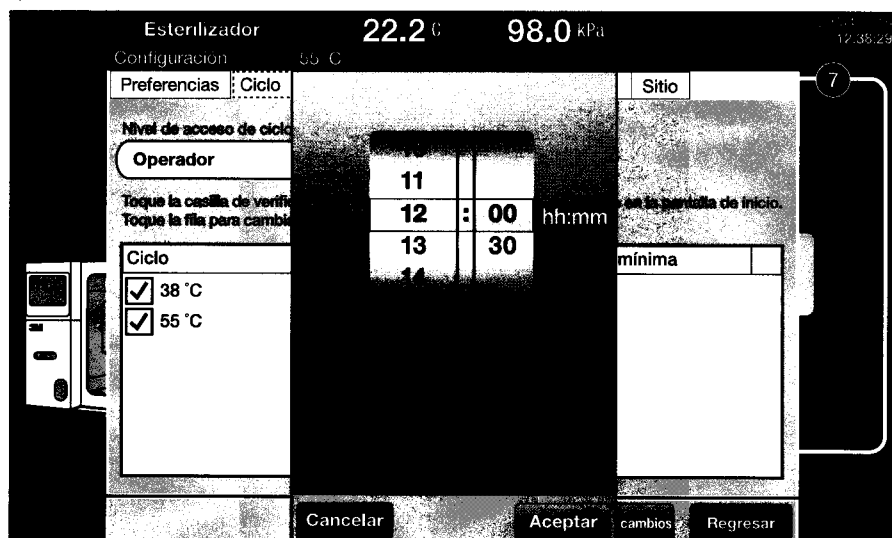 Esterilizador 22.2 C 98.0 kPa
12:38:29
Configuración 55 C
Preferencias Ciclo Sitio 7
Nivel de acceso de ciclo
Operador
Toque la casilla de verifi en la pantalla de inicio.
Toque la fila para cambi
11
12 : 00 hh:mm
13 30
14
Ciclo mínima
38 °C
55 °C
3M
Cancelar Aceptar cambios Regresar